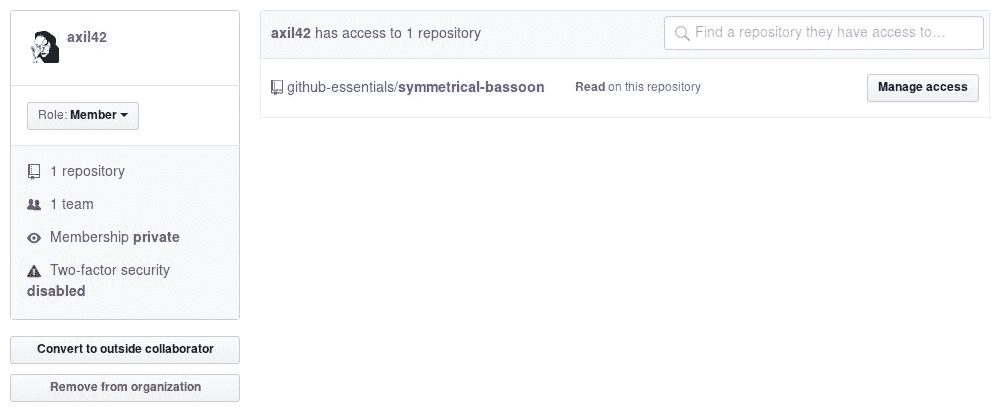 axil42
Role: Member
1 repository
1 team
Membership private
Two-factor security
disabled
Convert to outside collaborator
Remove from organization
axil42 has access to 1 repository
Find a repository they have access to…
github-essentials/symmetrical-bassoon
Read on this repository
Manage access